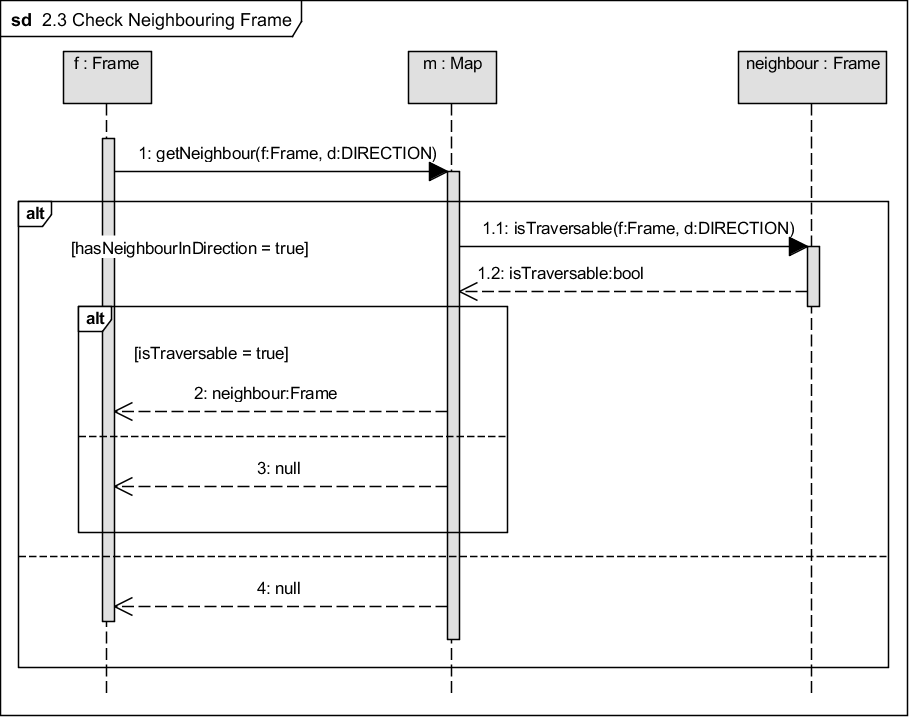 sd 2.3 Check Neighbouring Frame
f : Frame
m : Map
neighbour : Frame
1: getNeighbour(f:Frame, d:DIRECTION)
alt
1.1: isTraversable(f:Frame, d:DIRECTION)
[hasNeighbourInDirection = true]
1.2: isTraversable:bool
alt
[isTraversable = true]
2: neighbour:Frame
3: null
4: null